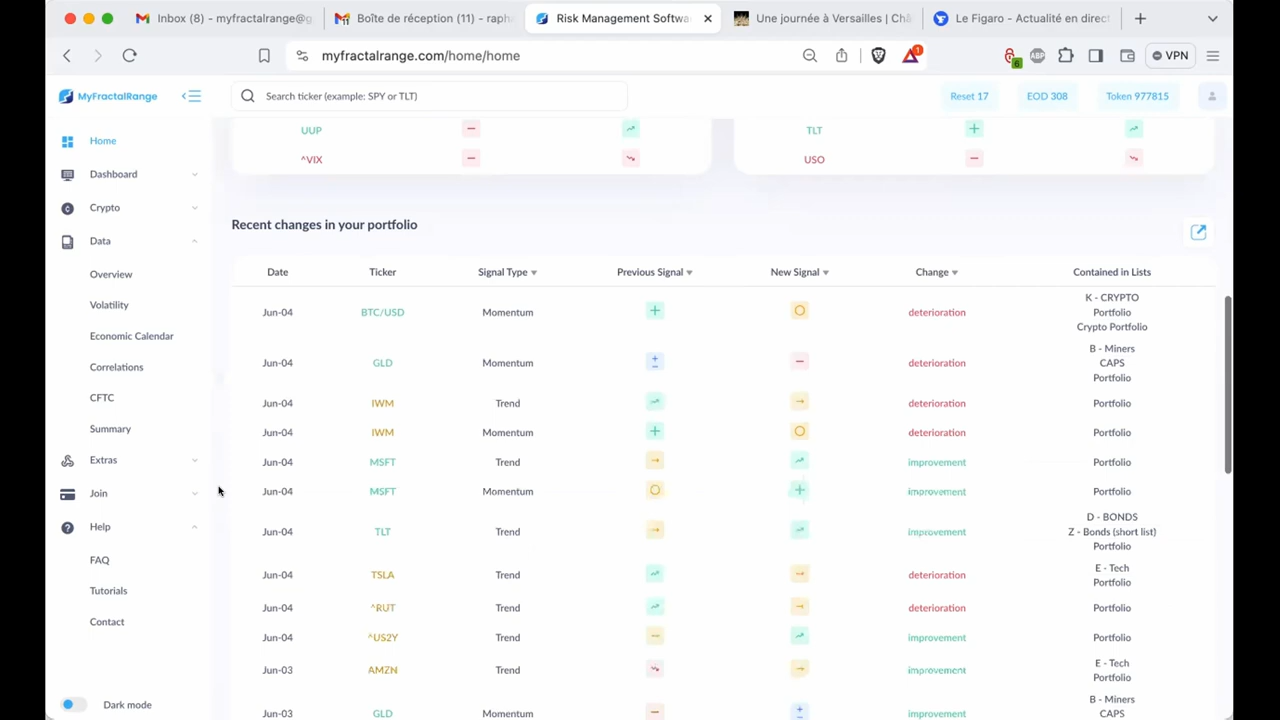 Inbox (8) - myfractalrange@g
Boîte de réception (11) - rapha
Risk Management Softwa
Une journée à Versailles | Châ
Le Figaro - Actualité en direct
myfractalrange.com/home/home
6
ABP
1
VPN
MyFractalRange
Search ticker (example: SPY or TLT)
Reset 17
EOD 308
Token 977815
Home
Dashboard
Crypto
Data
Overview
Volatility
Economic Calendar
Correlations
CFTC
Summary
Extras
Join
Help
FAQ
Tutorials
Contact
Dark mode
UUP
TLT
^VIX
USO
Recent changes in your portfolio
Date Ticker Signal Type Previous Signal New Signal Change Contained in Lists
Jun-04 BTC/USD Momentum deterioration K - CRYPTO
Portfolio
Crypto Portfolio
Jun-04 GLD Momentum deterioration B - Miners
CAPS
Portfolio
Jun-04 IWM Trend deterioration Portfolio
Jun-04 IWM Momentum deterioration Portfolio
Jun-04 MSFT Trend improvement Portfolio
Jun-04 MSFT Momentum improvement Portfolio
Jun-04 TLT Trend improvement D - BONDS
Z - Bonds (short list)
Portfolio
Jun-04 TSLA Trend deterioration E - Tech
Portfolio
Jun-04 ^RUT Trend deterioration Portfolio
Jun-04 ^US2Y Trend improvement Portfolio
Jun-03 AMZN Trend improvement E - Tech
Portfolio
Jun-03 GLD Momentum improvement B - Miners
CAPS